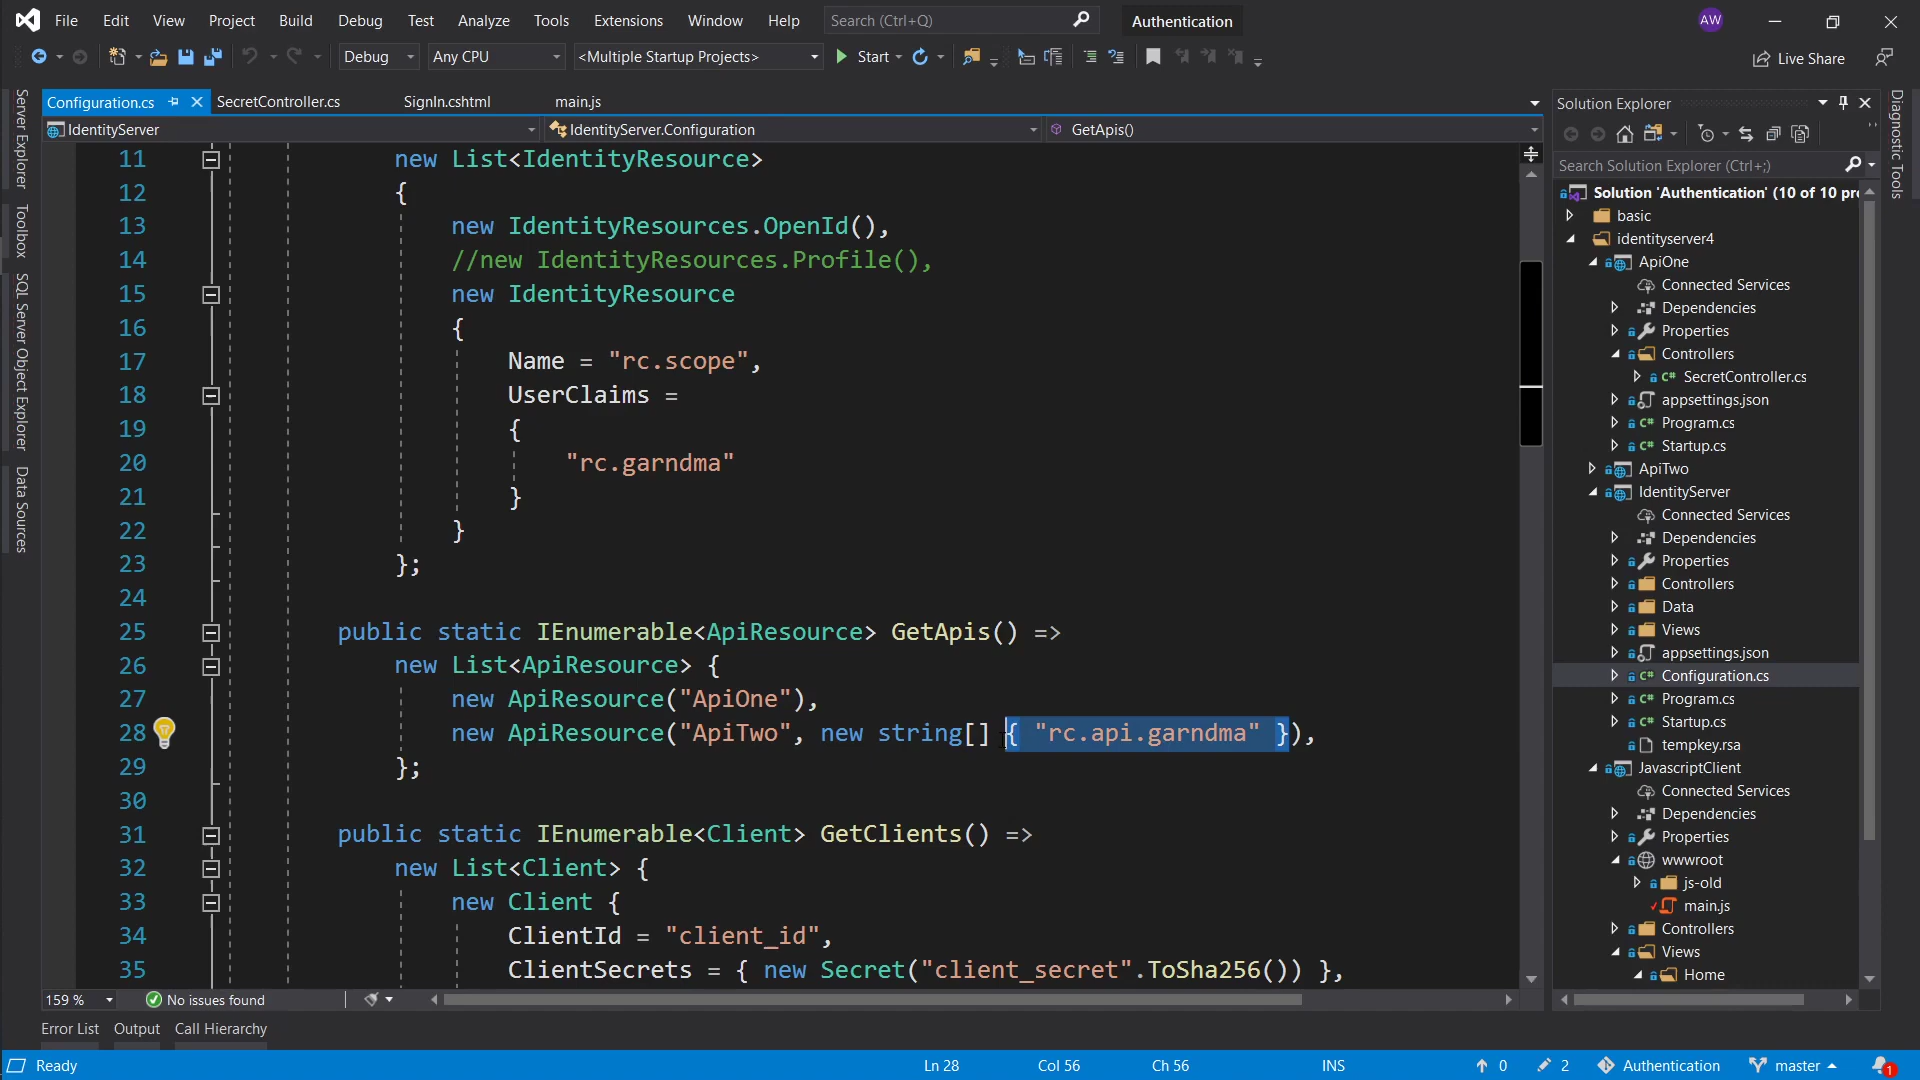 File Edit View Project Build Debug Test Analyze Tools Extensions Window Help Search (Ctrl+Q) Authentication AW
Debug Any CPU <Multiple Startup Projects> Start Live Share
Configuration.cs SecretController.cs SignIn.cshtml main.js
IdentityServer IdentityServer.Configuration GetApis()
Server Explorer
Toolbox
SQL Server Object Explorer
Data Sources
11 new List<IdentityResource>
12 {
13 new IdentityResources.OpenId(),
14 //new IdentityResources.Profile(),
15 new IdentityResource
16 {
17 Name = "rc.scope",
18 UserClaims =
19 {
20 "rc.garndma"
21 }
22 }
23 };
24
25 public static IEnumerable<ApiResource> GetApis() =>
26 new List<ApiResource> {
27 new ApiResource("ApiOne"),
28 new ApiResource("ApiTwo", new string[] { "rc.api.garndma" }),
29 };
30
31 public static IEnumerable<Client> GetClients() =>
32 new List<Client> {
33 new Client {
34 ClientId = "client_id",
35 ClientSecrets = { new Secret("client_secret".ToSha256()) },
159 % No issues found
Error List Output Call Hierarchy
Solution Explorer
Search Solution Explorer (Ctrl+;)
Solution 'Authentication' (10 of 10 pr
basic
identityserver4
ApiOne
Connected Services
Dependencies
Properties
Controllers
C# SecretController.cs
appsettings.json
C# Program.cs
C# Startup.cs
ApiTwo
IdentityServer
Connected Services
Dependencies
Properties
Controllers
Data
Views
appsettings.json
C# Configuration.cs
C# Program.cs
C# Startup.cs
tempkey.rsa
JavascriptClient
Connected Services
Dependencies
Properties
wwwroot
js-old
main.js
Controllers
Views
Home
Diagnostic Tools
Ready Ln 28 Col 56 Ch 56 INS 0 2 Authentication master 1